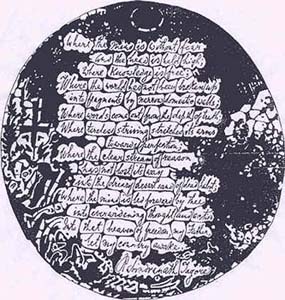 Where the mind is without fear
and the head is held high
Where knowledge is free
Where the world has not been broken up
into fragments by narrow domestic walls
Where words come out from the depth of truth
Where tireless striving stretches its arms
towards perfection
Where the clear stream of reason
has not lost its way
into the dreary desert sand of dead habit
Where the mind is led forward by thee
into everwidening thought and action
Into that heaven of freedom, my Father,
let my country awake.
Rabindranath Tagore